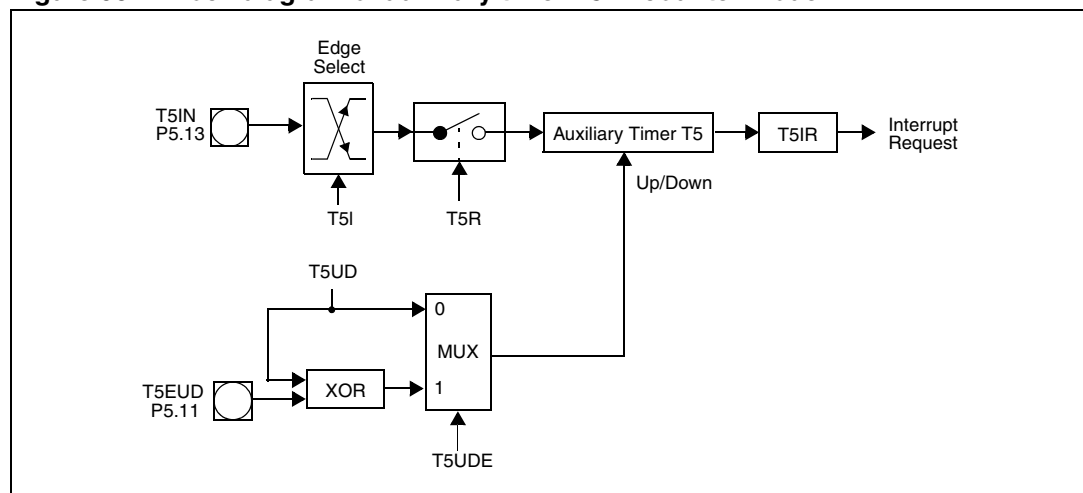 Edge
Select
T5IN
P5.13
Auxiliary Timer T5
T5IR
Interrupt
Request
Up/Down
T5I
T5R
T5UD
0
MUX
1
XOR
T5EUD
P5.11
T5UDE